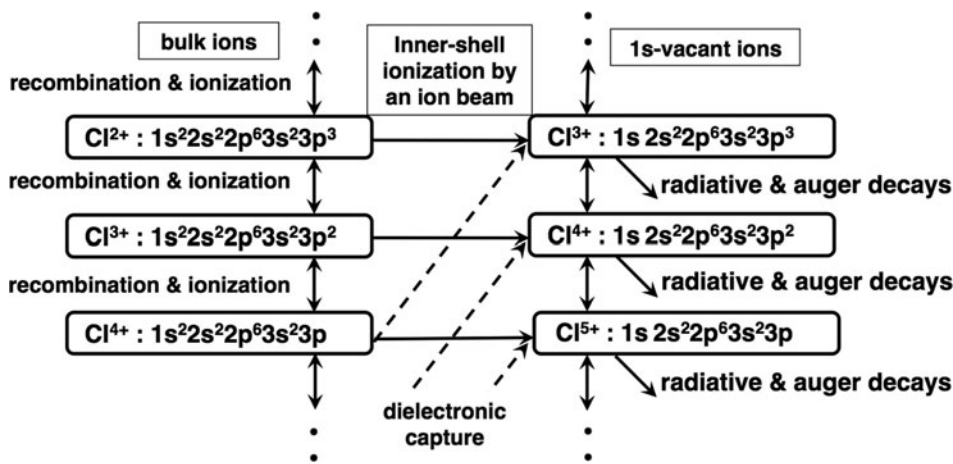 bulk ions
Inner-shell
ionization by
an ion beam
1s-vacant ions
recombination & ionization
Cl²⁺ : 1s²2s²2p⁶3s²3p³
Cl³⁺ : 1s 2s²2p⁶3s²3p³
recombination & ionization
radiative & auger decays
Cl³⁺ : 1s²2s²2p⁶3s²3p²
Cl⁴⁺ : 1s 2s²2p⁶3s²3p²
recombination & ionization
radiative & auger decays
Cl⁴⁺ : 1s²2s²2p⁶3s²3p
Cl⁵⁺ : 1s 2s²2p⁶3s²3p
radiative & auger decays
dielectronic
capture